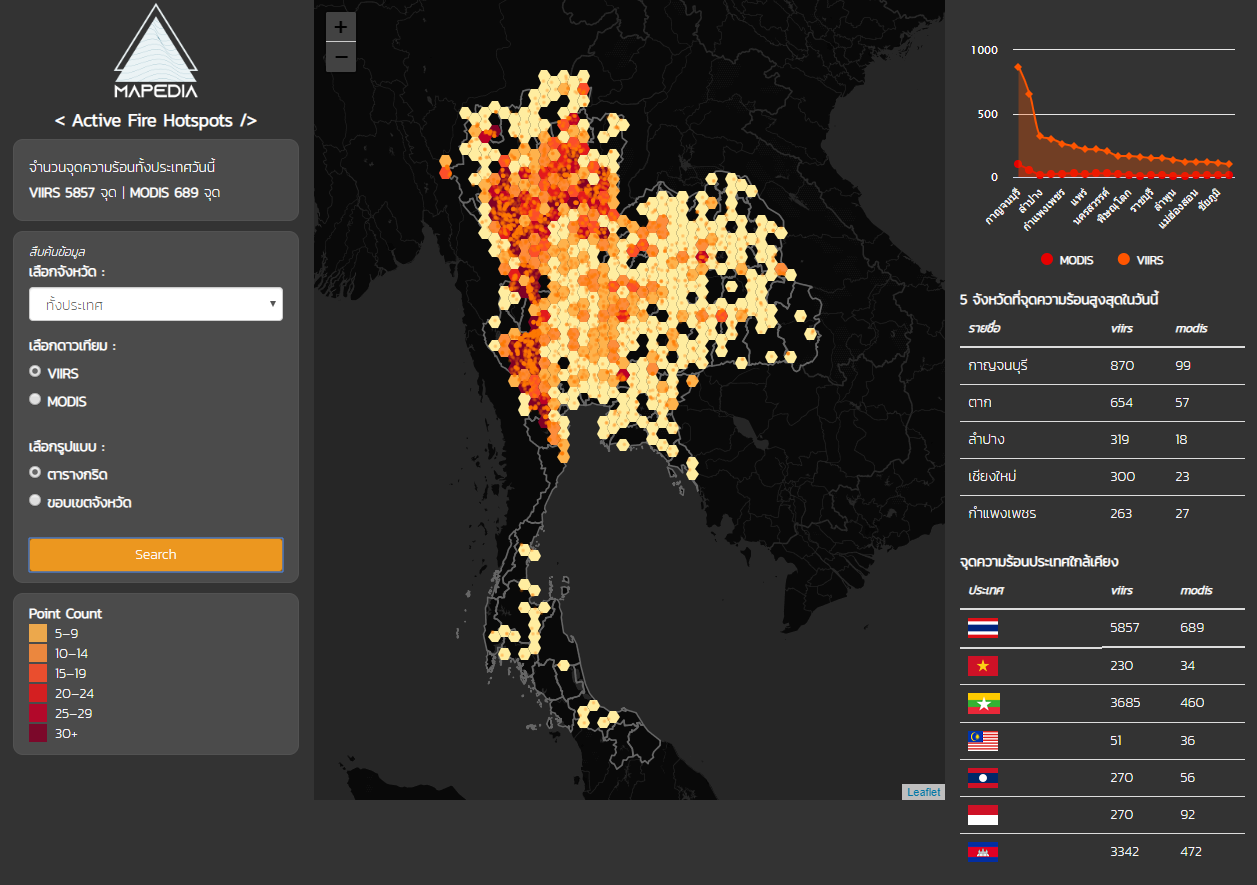 MAPEDIA
< Active Fire Hotspots />
จำนวนจุดความร้อนทั้งประเทศวันนี้
VIIRS 5857 จุด | MODIS 689 จุด
สืบค้นข้อมูล
เลือกจังหวัด :
ทั้งประเทศ
เลือกดาวเทียม :
VIIRS
MODIS
เลือกรูปแบบ :
ตารางกริด
ขอบเขตจังหวัด
Search
Point Count
5–9
10–14
15–19
20–24
25–29
30+
+
−
Leaflet
1000
500
0
กาญจนบุรี
ลำปาง
กำแพงเพชร
แพร่
นครสวรรค์
พิษณุโลก
ราชบุรี
ลำพูน
แม่ฮ่องสอน
ชัยภูมิ
MODIS VIIRS
5 จังหวัดที่จุดความร้อนสูงสุดในวันนี้
รายชื่อ viirs modis
กาญจนบุรี 870 99
ตาก 654 57
ลำปาง 319 18
เชียงใหม่ 300 23
กำแพงเพชร 263 27
จุดความร้อนประเทศใกล้เคียง
ประเทศ viirs modis
5857 689
230 34
3685 460
51 36
270 56
270 92
3342 472